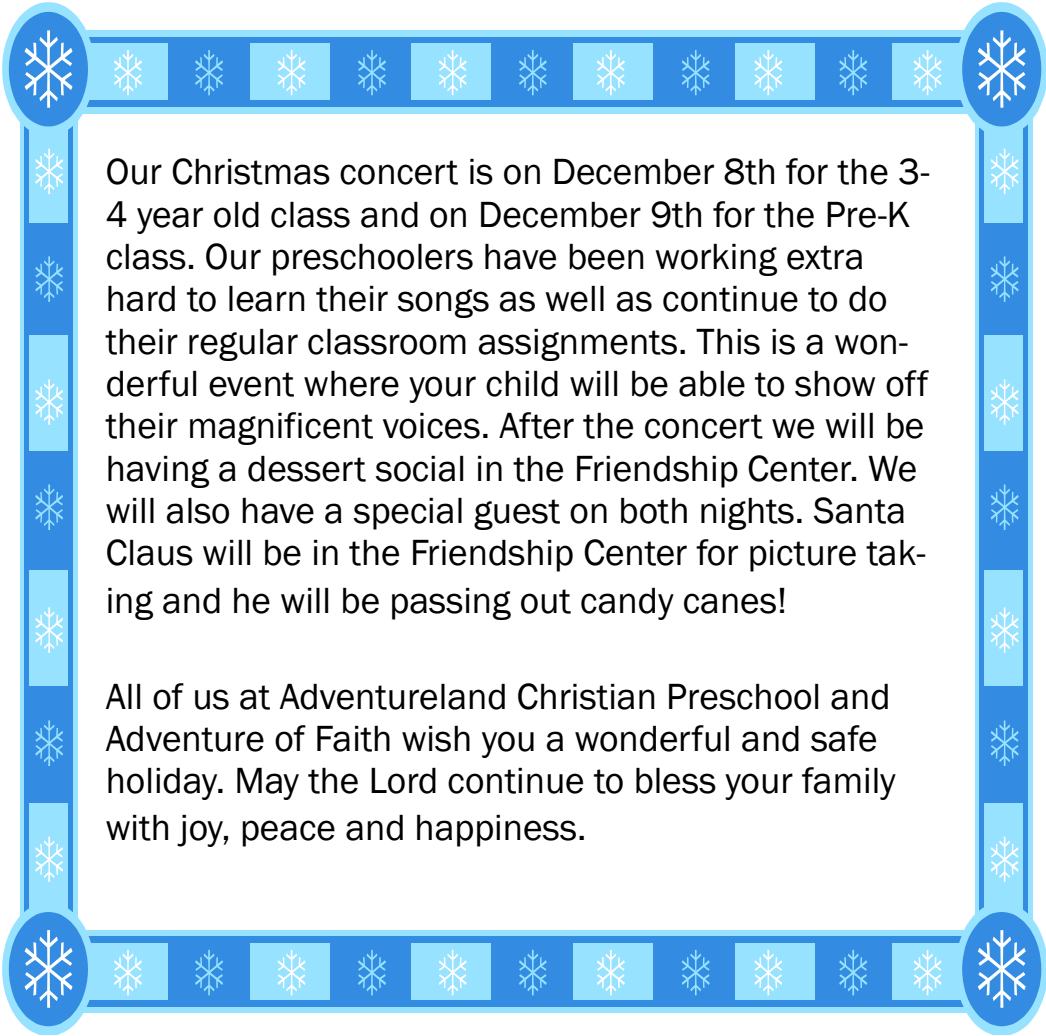 Our Christmas concert is on December 8th for the 3-
4 year old class and on December 9th for the Pre-K
class. Our preschoolers have been working extra
hard to learn their songs as well as continue to do
their regular classroom assignments. This is a won-
derful event where your child will be able to show off
their magnificent voices. After the concert we will be
having a dessert social in the Friendship Center. We
will also have a special guest on both nights. Santa
Claus will be in the Friendship Center for picture tak-
ing and he will be passing out candy canes!
All of us at Adventureland Christian Preschool and
Adventure of Faith wish you a wonderful and safe
holiday. May the Lord continue to bless your family
with joy, peace and happiness.